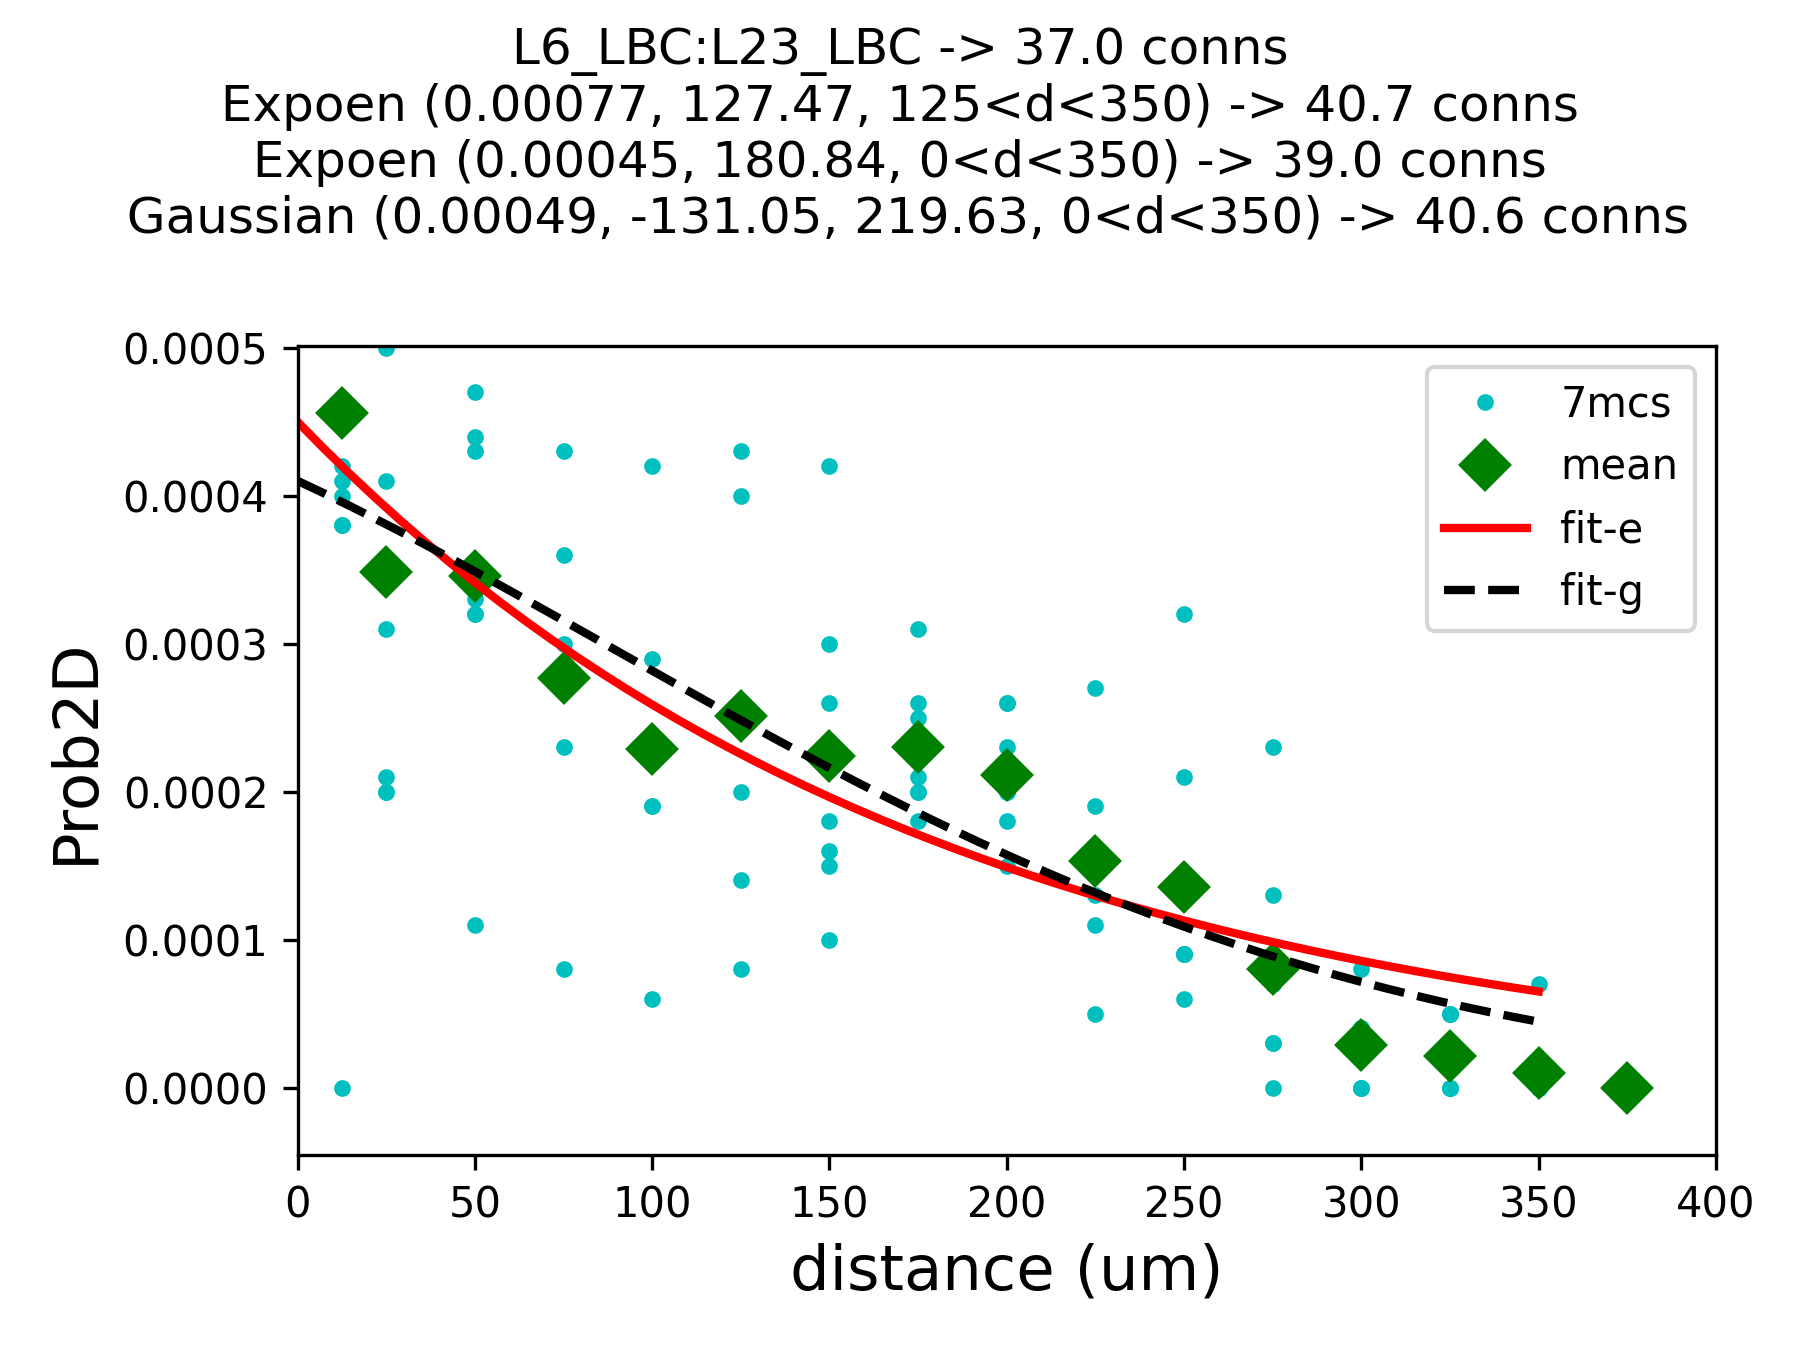 L6_LBC:L23_LBC -> 37.0 conns
Expoen (0.00077, 127.47, 125<d<350) -> 40.7 conns
Expoen (0.00045, 180.84, 0<d<350) -> 39.0 conns
Gaussian (0.00049, -131.05, 219.63, 0<d<350) -> 40.6 conns
0.0005
0.0004
0.0003
0.0002
0.0001
0.0000
Prob2D
7mcs
mean
fit-e
fit-g
0 50 100 150 200 250 300 350 400
distance (um)